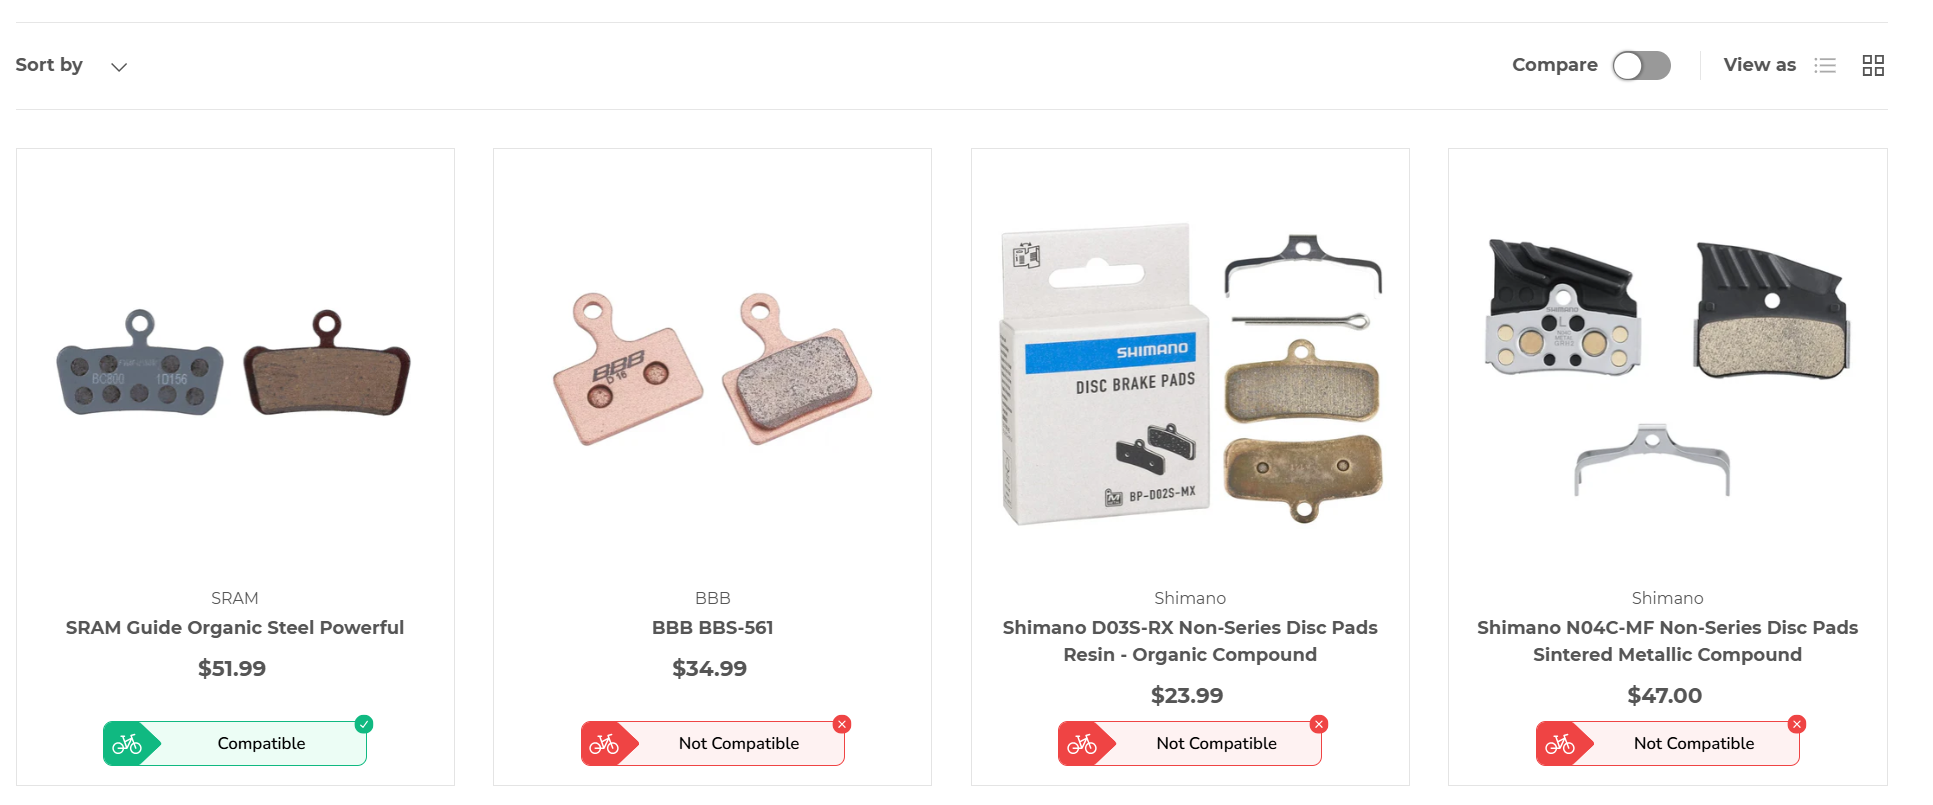 Sort by
Compare
View as
BC800 1D156
BBB
D 16
SHIMANO
DISC BRAKE PADS
BP-D02S-MX
SHIMANO
L
SRAM
SRAM Guide Organic Steel Powerful
$51.99
Compatible
BBB
BBB BBS-561
$34.99
Not Compatible
Shimano
Shimano D03S-RX Non-Series Disc Pads
Resin - Organic Compound
$23.99
Not Compatible
Shimano
Shimano N04C-MF Non-Series Disc Pads
Sintered Metallic Compound
$47.00
Not Compatible